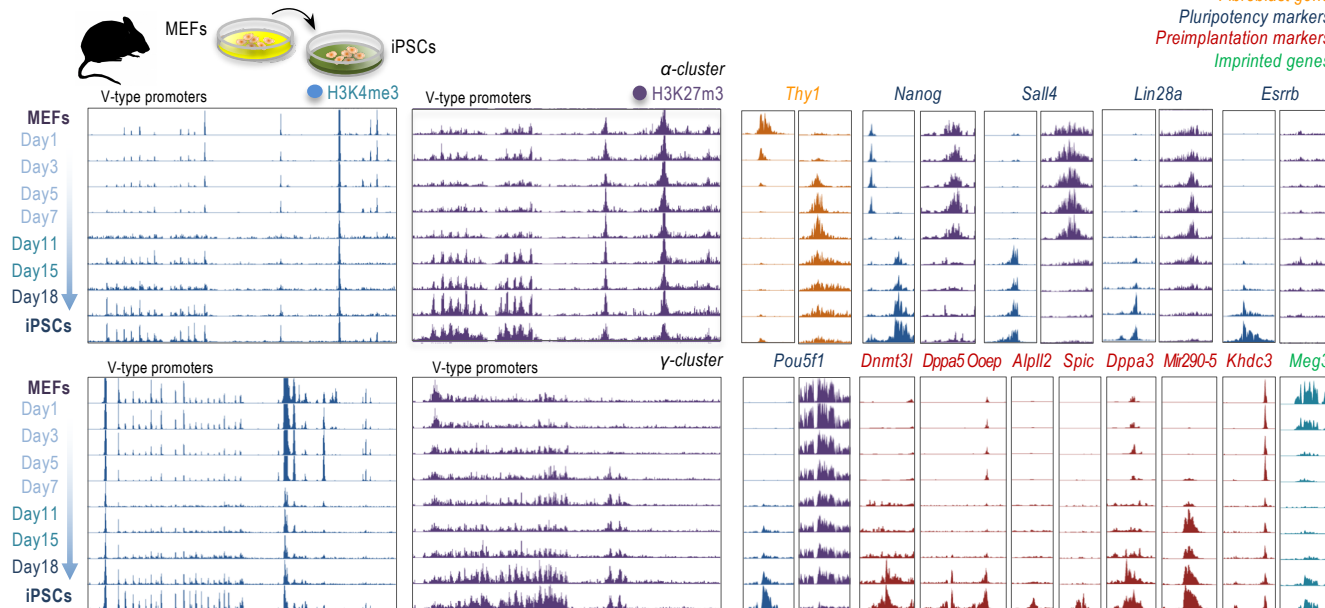 Pluripotency markers
Preimplantation markers
Imprinted genes
MEFs
iPSCs
α-cluster
V-type promoters
H3K4me3
V-type promoters
H3K27m3
Thy1
Nanog
Sall4
Lin28a
Esrrb
MEFs
Day1
Day3
Day5
Day7
Day11
Day15
Day18
iPSCs
γ-cluster
V-type promoters
V-type promoters
Pou5f1
Dnmt3l
Dppa5 Ooep
Alpll2
Spic
Dppa3
Mir290-5
Khdc3
Meg3
MEFs
Day1
Day3
Day5
Day7
Day11
Day15
Day18
iPSCs